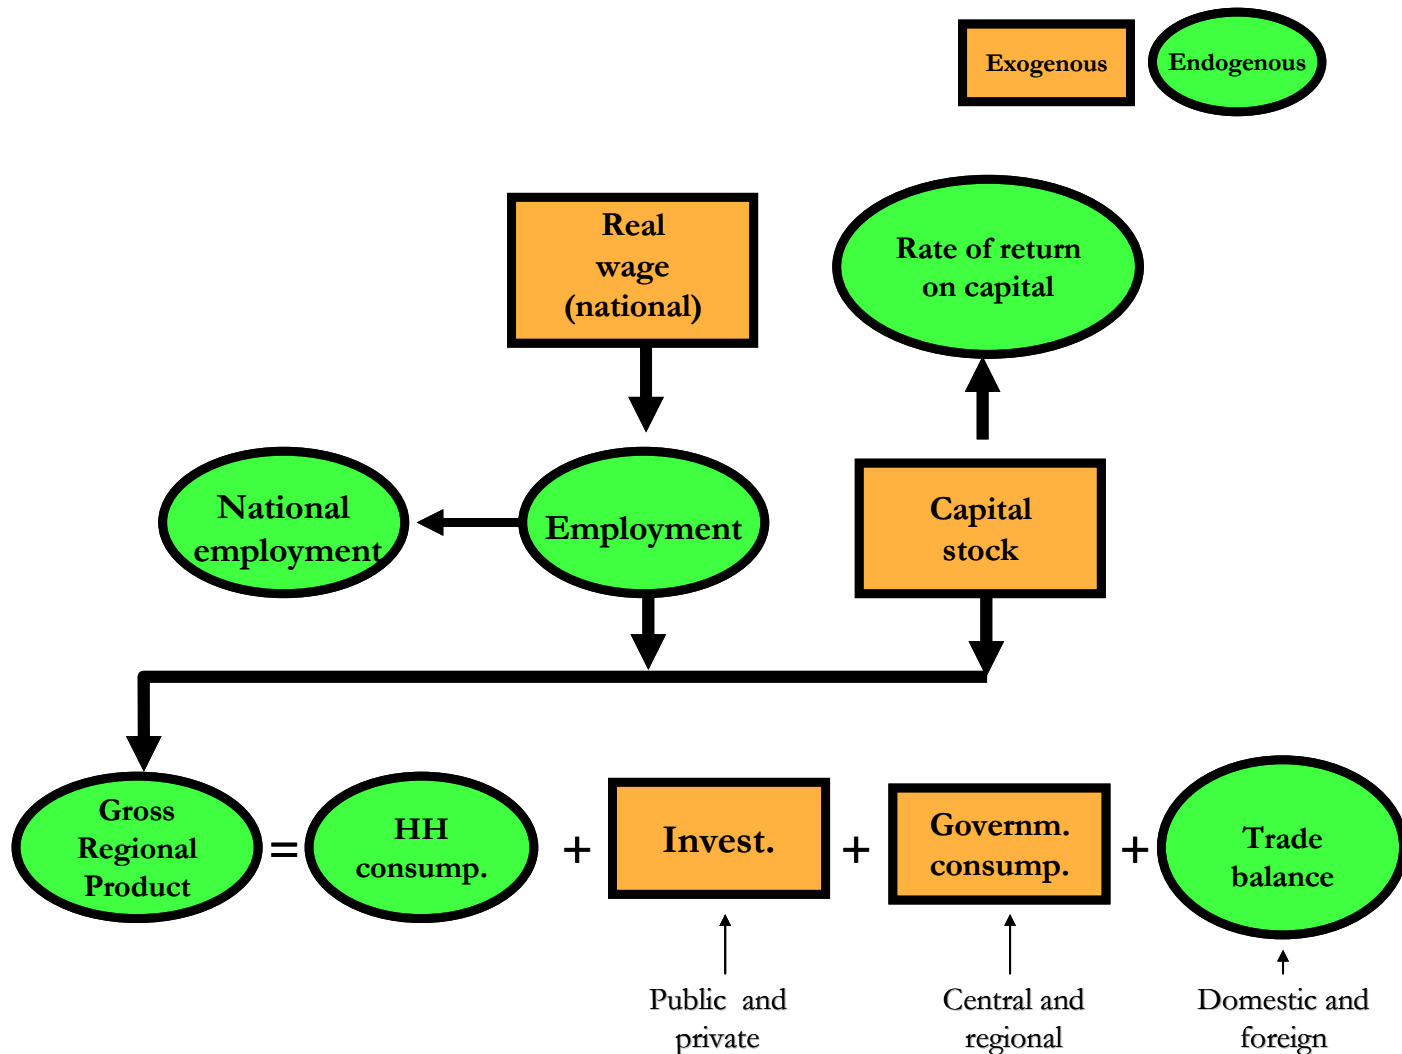 Exogenous
Endogenous
Real
wage
(national)
Rate of return
on capital
National
employment
Employment
Capital
stock
Gross
Regional
Product
=
HH
consump.
+
Invest.
+
Governm.
consump.
+
Trade
balance
Public and
private
Central and
regional
Domestic and
foreign